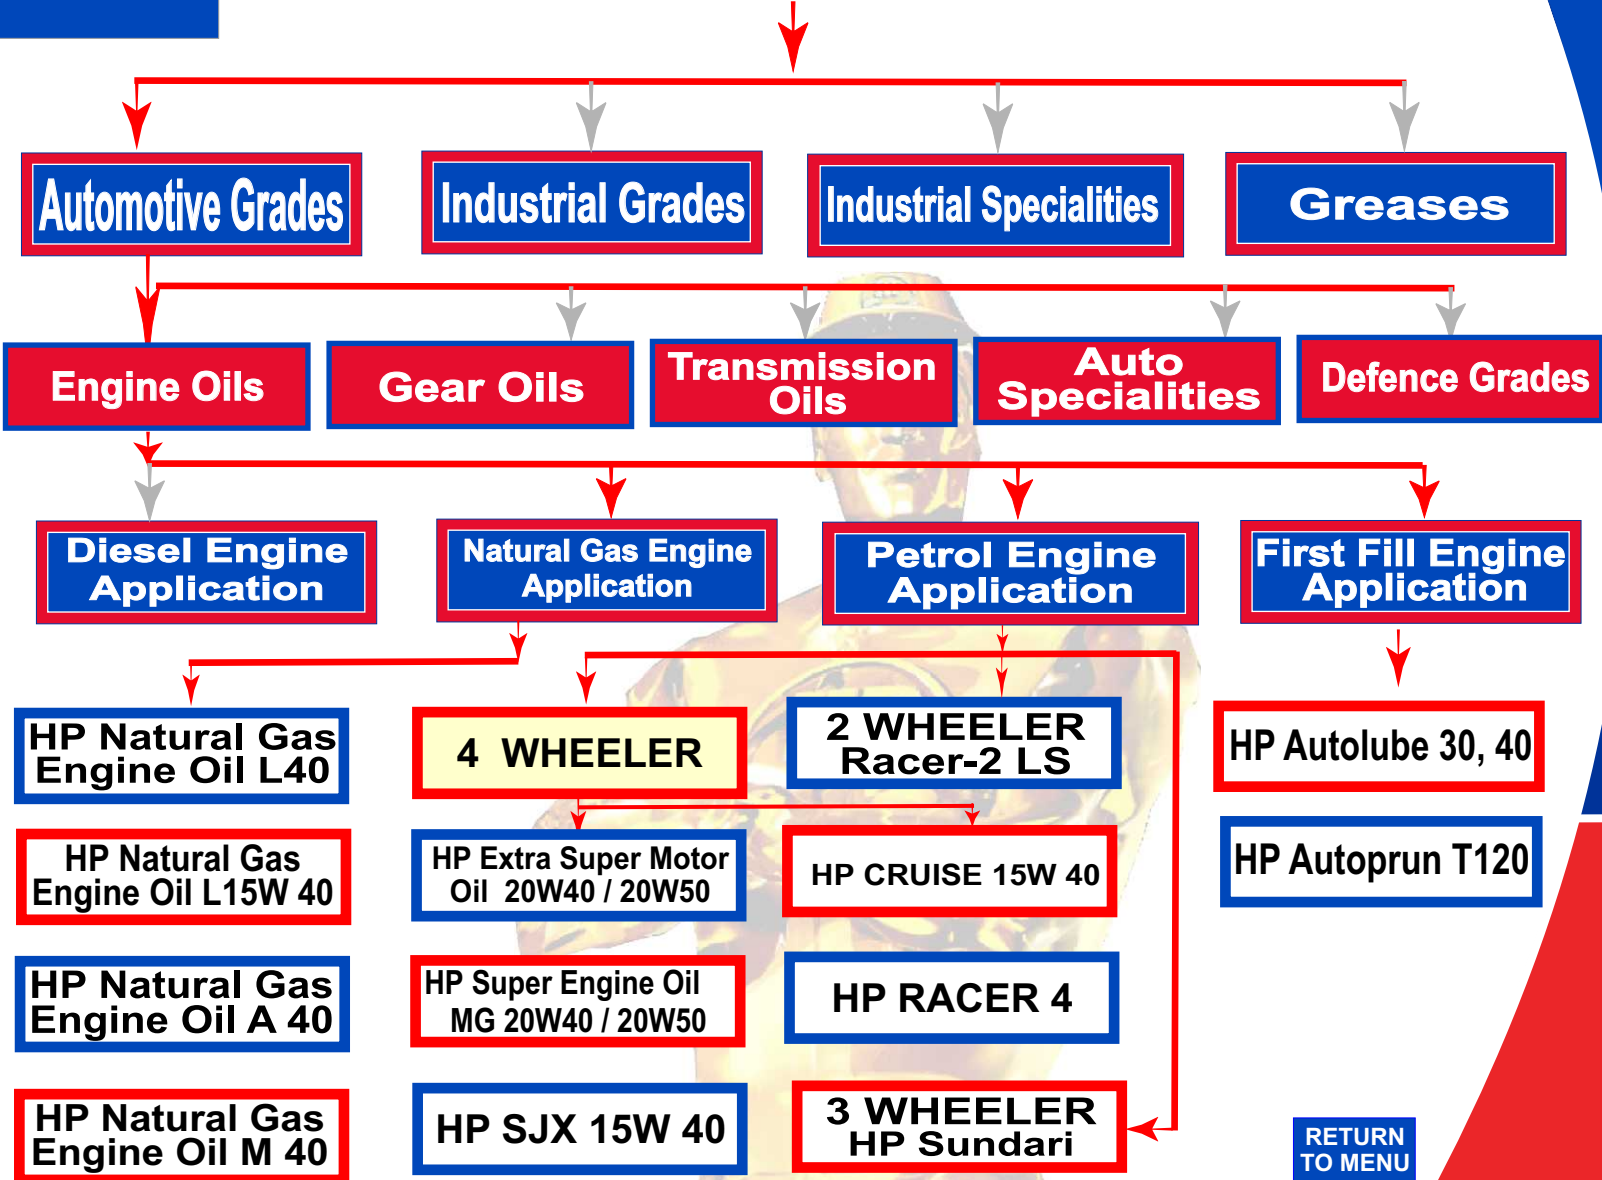 Automotive Grades
Industrial Grades
Industrial Specialities
Greases
Engine Oils
Gear Oils
Transmission
Oils
Auto
Specialities
Defence Grades
Diesel Engine
Application
Natural Gas Engine
Application
Petrol Engine
Application
First Fill Engine
Application
HP Natural Gas
Engine Oil L40
4 WHEELER
2 WHEELER
Racer-2 LS
HP Autolube 30, 40
HP Natural Gas
Engine Oil L15W 40
HP Extra Super Motor
Oil 20W40 / 20W50
HP CRUISE 15W 40
HP Autoprun T120
HP Natural Gas
Engine Oil A 40
HP Super Engine Oil
MG 20W40 / 20W50
HP RACER 4
HP Natural Gas
Engine Oil M 40
HP SJX 15W 40
3 WHEELER
HP Sundari
RETURN
TO MENU